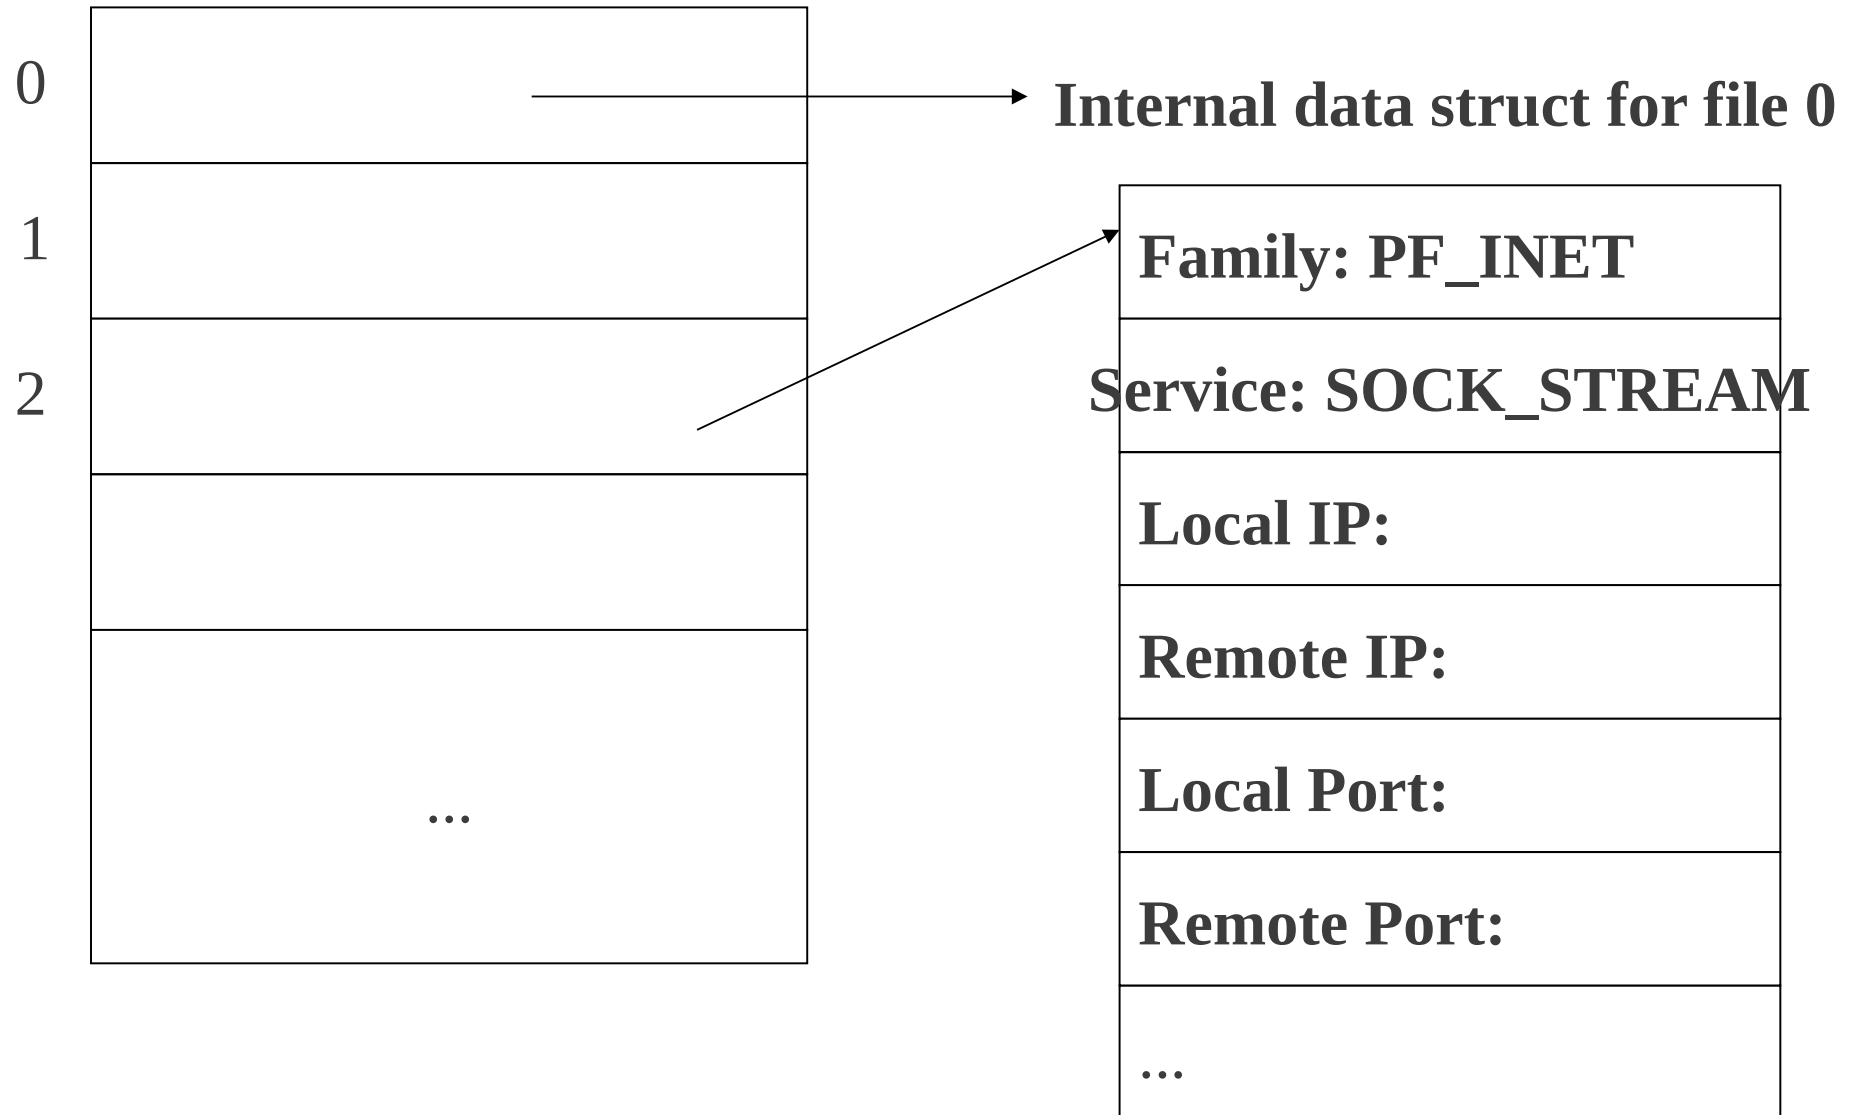 0
Internal data struct for file 0
1
Family: PF_INET
2
Service: SOCK_STREAM
Local IP:
Remote IP:
Local Port:
...
Remote Port:
...